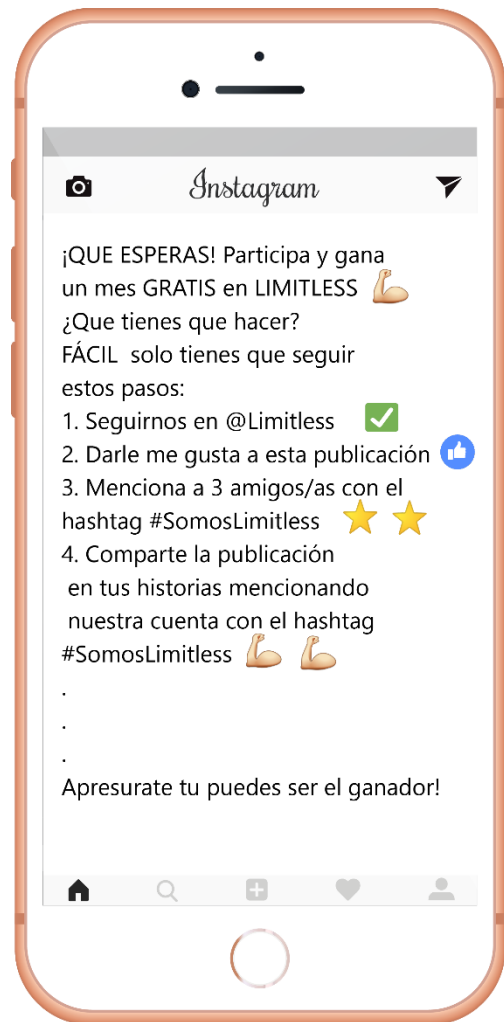 Instagram
¡QUE ESPERAS! Participa y gana
un mes GRATIS en LIMITLESS 💪
¿Que tienes que hacer?
FÁCIL  solo tienes que seguir
estos pasos:
1. Seguirnos en @Limitless ✅
2. Darle me gusta a esta publicación 👍
3. Menciona a 3 amigos/as con el
hashtag #SomosLimitless ⭐ ⭐
4. Comparte la publicación
en tus historias mencionando
nuestra cuenta con el hashtag
#SomosLimitless 💪 💪
.
.
.
Apresurate tu puedes ser el ganador!